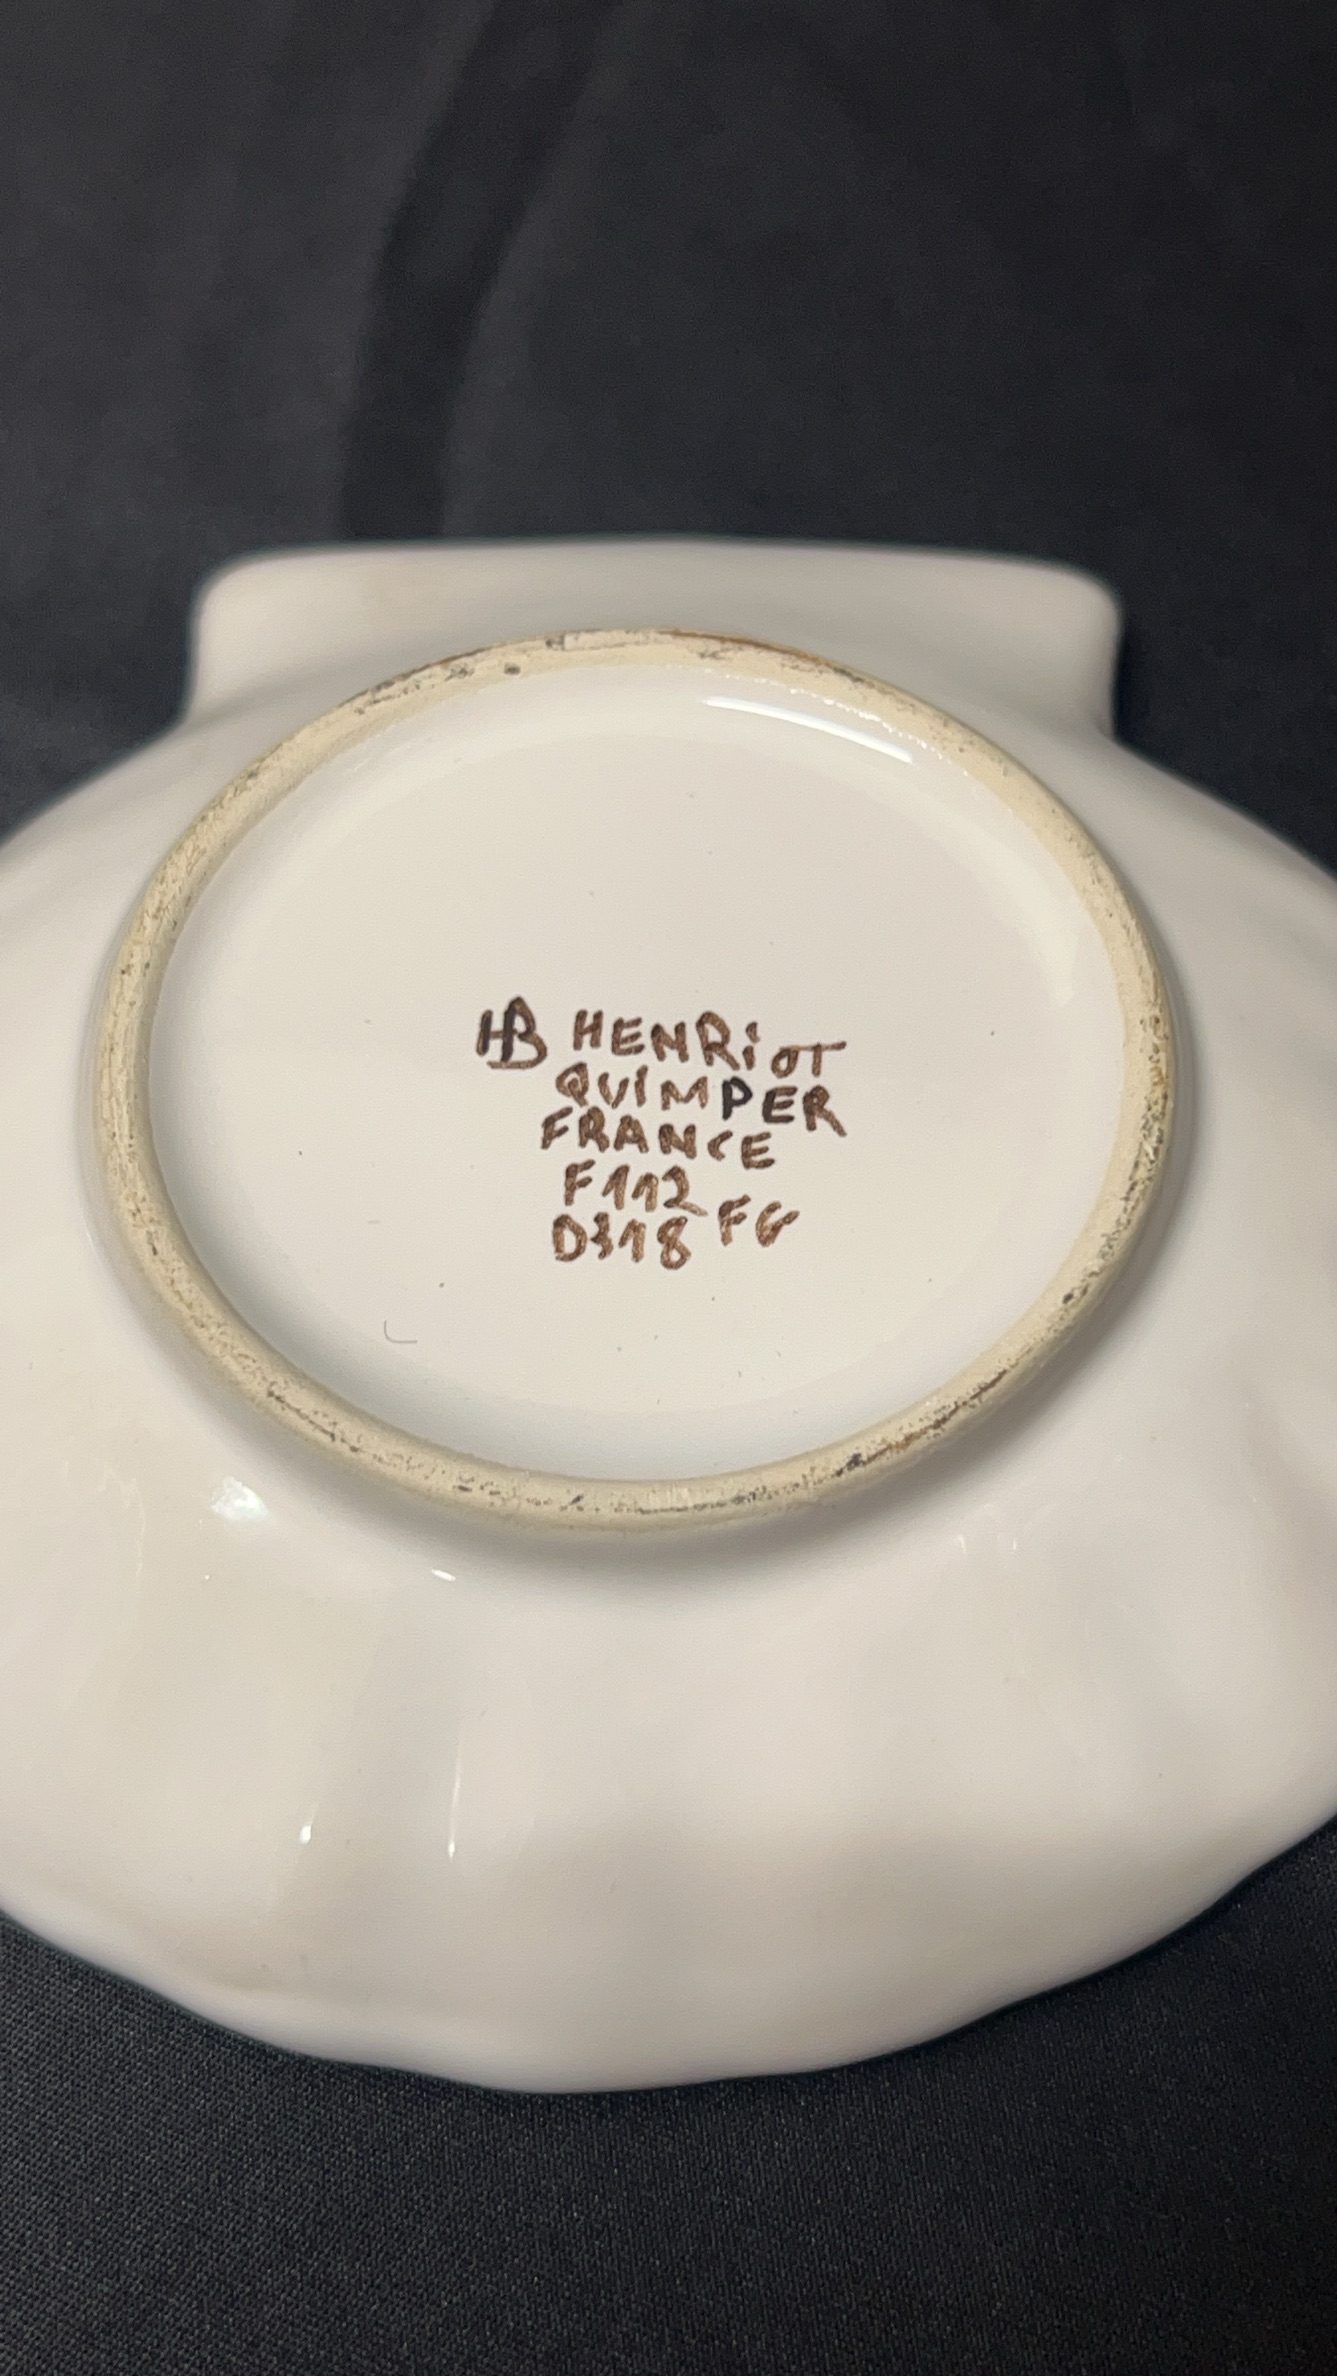 HB HENRiOT
QUIMPER
FRANCE
F112
D318 FG